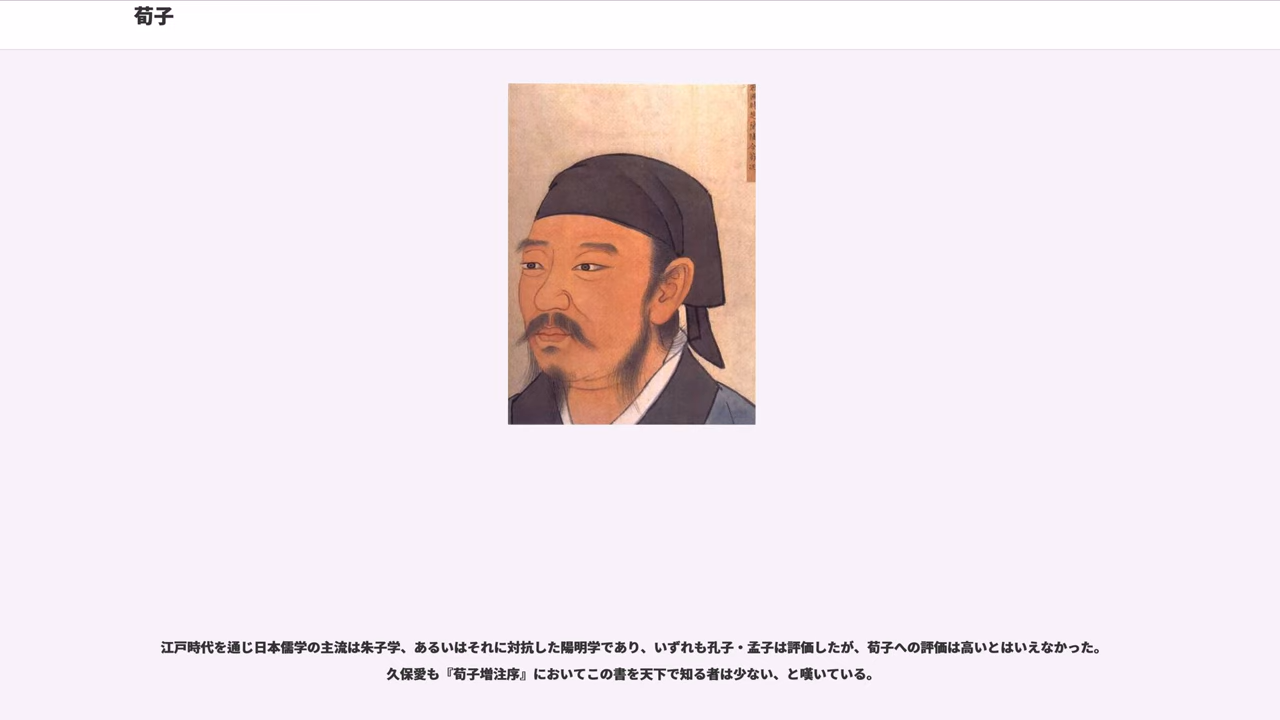 荀子
江戸時代を通じ日本儒学の主流は朱子学、あるいはそれに対抗した陽明学であり、いずれも孔子・孟子は評価したが、荀子への評価は高いとはいえなかった。
久保愛も『荀子増注序』においてこの書を天下で知る者は少ない、と嘆いている。